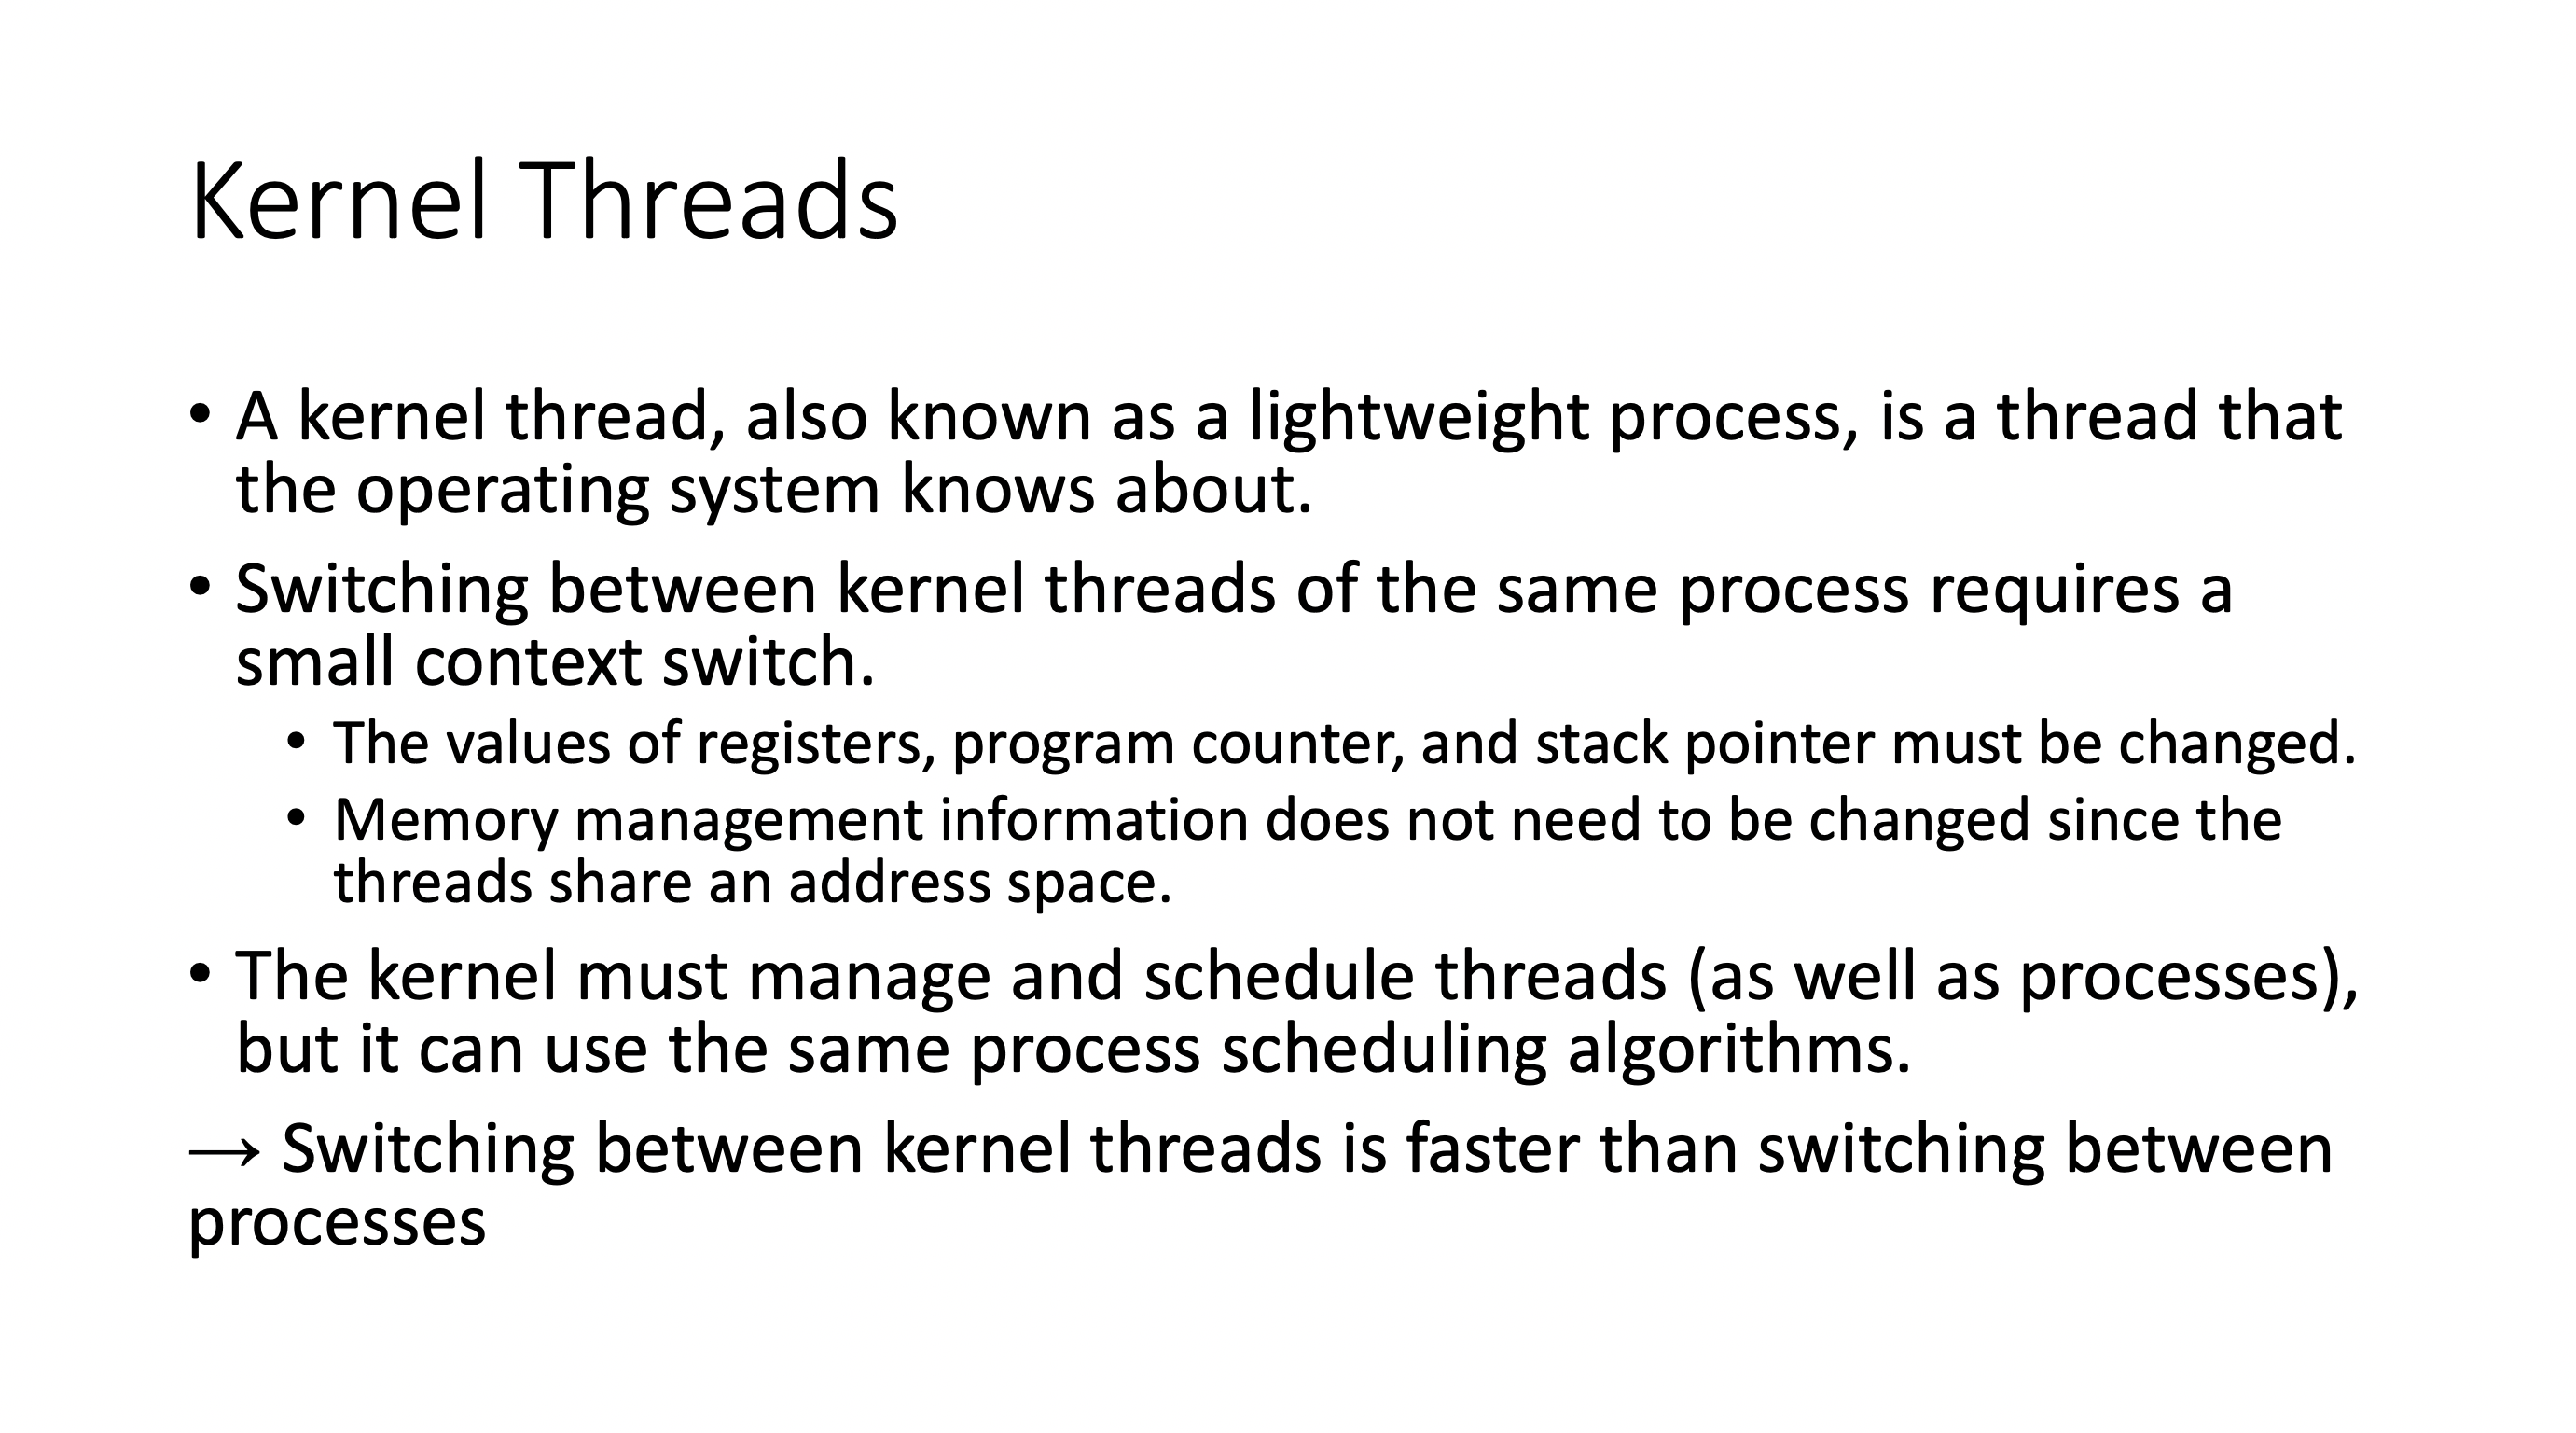 Kernel Threads
• A kernel thread, also known as a lightweight process, is a thread that
the operating system knows about.
• Switching between kernel threads of the same process requires a
small context switch.
• The values of registers, program counter, and stack pointer must be changed.
• Memory management information does not need to be changed since the
threads share an address space.
• The kernel must manage and schedule threads (as well as processes),
but it can use the same process scheduling algorithms.
→ Switching between kernel threads is faster than switching between
processes